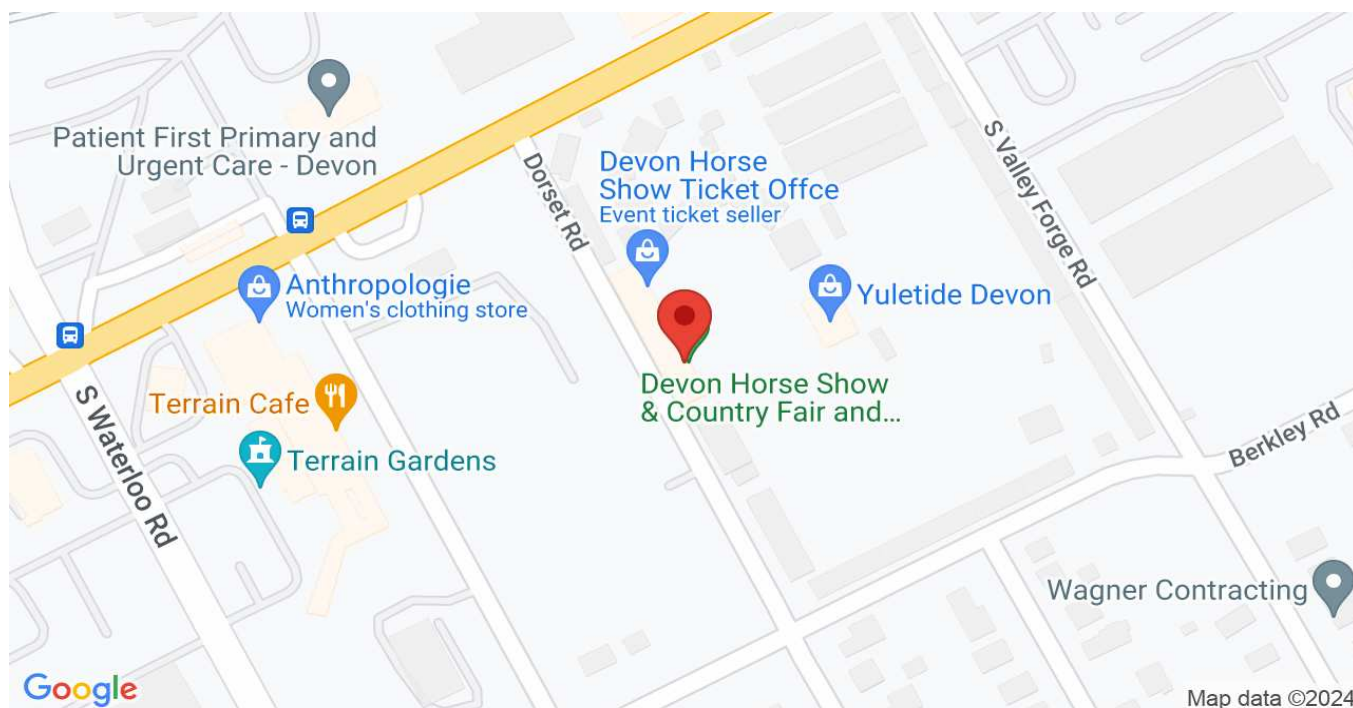 Patient First Primary and
Urgent Care - Devon
Dorset Rd
Devon Horse
Show Ticket Offce
Event ticket seller
S Valley Forge Rd
Anthropologie
Women's clothing store
Yuletide Devon
Terrain Cafe
Devon Horse Show
& Country Fair and...
S Waterloo Rd
Terrain Gardens
Berkley Rd
Wagner Contracting
Google
Map data ©2024